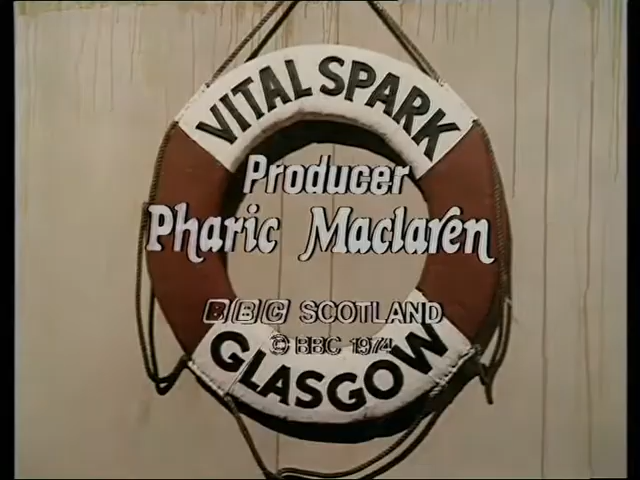 VITAL SPARK
Producer
Pharic Maclaren
BBC SCOTLAND
© BBC 1974
GLASGOW